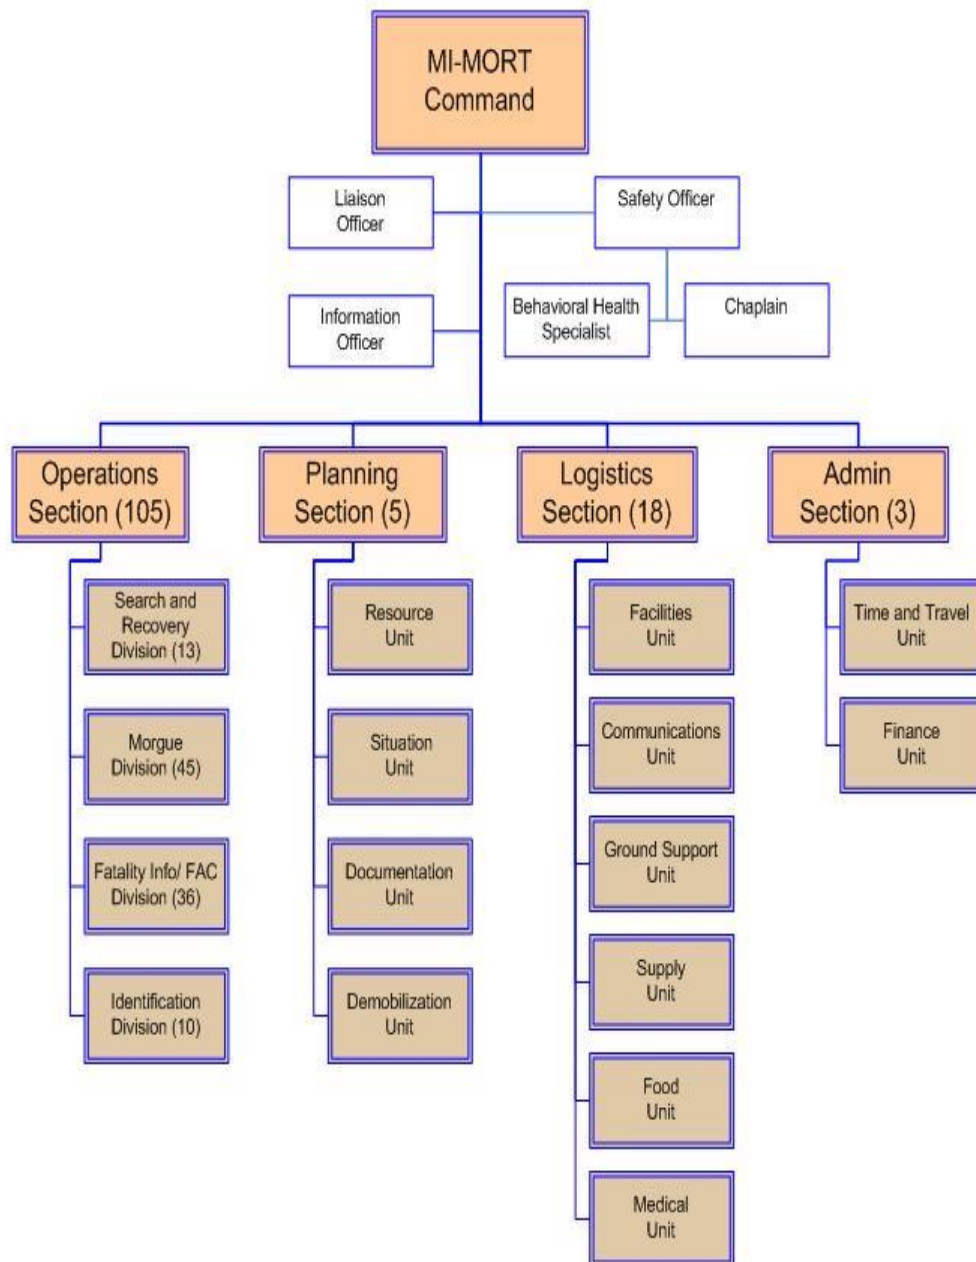 MI-MORT
Command
Liaison
Officer
Safety Officer
Information
Officer
Behavioral Health
Specialist
Chaplain
Operations
Section (105)
Planning
Section (5)
Logistics
Section (18)
Admin
Section (3)
Search and
Recovery
Division (13)
Morgue
Division (45)
Fatality Info/ FAC
Division (36)
Identification
Division (10)
Resource
Unit
Situation
Unit
Documentation
Unit
Demobilization
Unit
Facilities
Unit
Communications
Unit
Ground Support
Unit
Supply
Unit
Food
Unit
Medical
Unit
Time and Travel
Unit
Finance
Unit